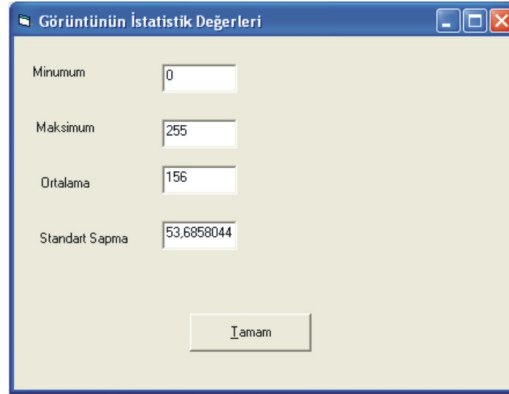 Görüntünün İstatistik Değerleri
Minumum 0
Maksimum 255
Ortalama 156
Standart Sapma 53,6858044
Tamam